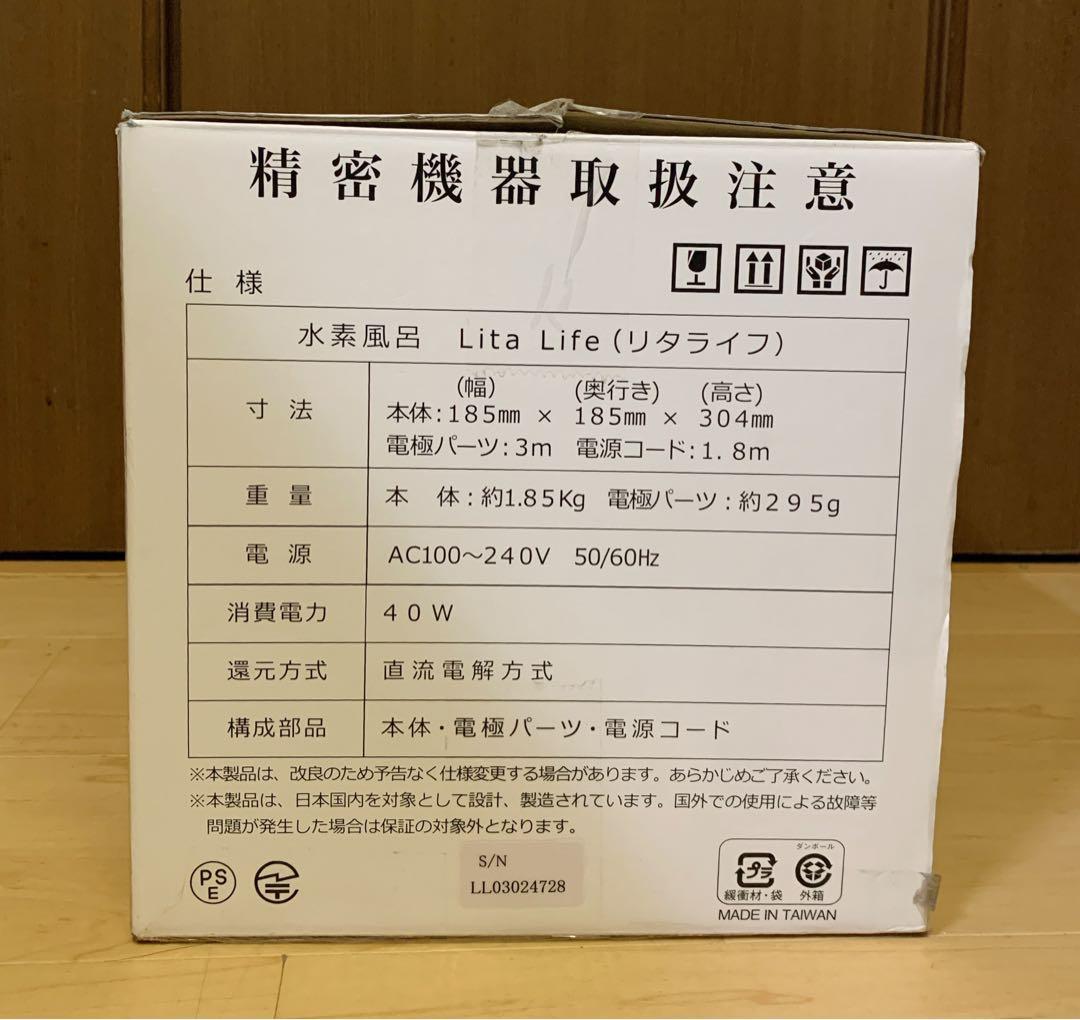 精密機器取扱注意
仕様
水素風呂 Lita Life(リタライフ)
寸法
(幅) (奥行き) (高さ)
本体:185㎜ × 185㎜ × 304㎜
電極パーツ:3m 電源コード:1.8m
重量 本体:約1.85Kg 電極パーツ:約295g
電源 AC100～240V 50/60Hz
消費電力 40W
還元方式 直流電解方式
構成部品 本体・電極パーツ・電源コード
※本製品は、改良のため予告なく仕様変更する場合があります。あらかじめご了承ください。
※本製品は、日本国内を対象として設計、製造されています。国外での使用による故障等
問題が発生した場合は保証の対象外となります。
PS
E
S/N
LL03024728
ダンボール
プラ
緩衝材・袋 外箱
MADE IN TAIWAN